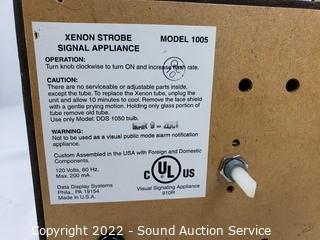 XENON STROBE MODEL 1005
SIGNAL APPLIANCE
OPERATION:
Turn knob clockwise to turn ON and increase flash rate.
CAUTION:
There are no serviceable or adjustable parts inside,
except the tube. To replace the Xenon tube, unplug the
unit and allow 10 minutes to cool. Remove the face shield
with a gentle prying motion. Holding only glass portion of
tube remove old tube.
Use only Model: DDS 1050 bulb.
WARNING:
Not to be used as a visual public mode alarm notification
appliance.
Custom Assembled in the USA with Foreign and Domestic
Components.
120 Volts, 60 Hz,
Max. 200 mA
Data Display Systems
Phila., PA 19154
Made in U.S.A.
C UL US
Visual Signaling Appliance
910R
Copyright 2022 - Sound Auction Service